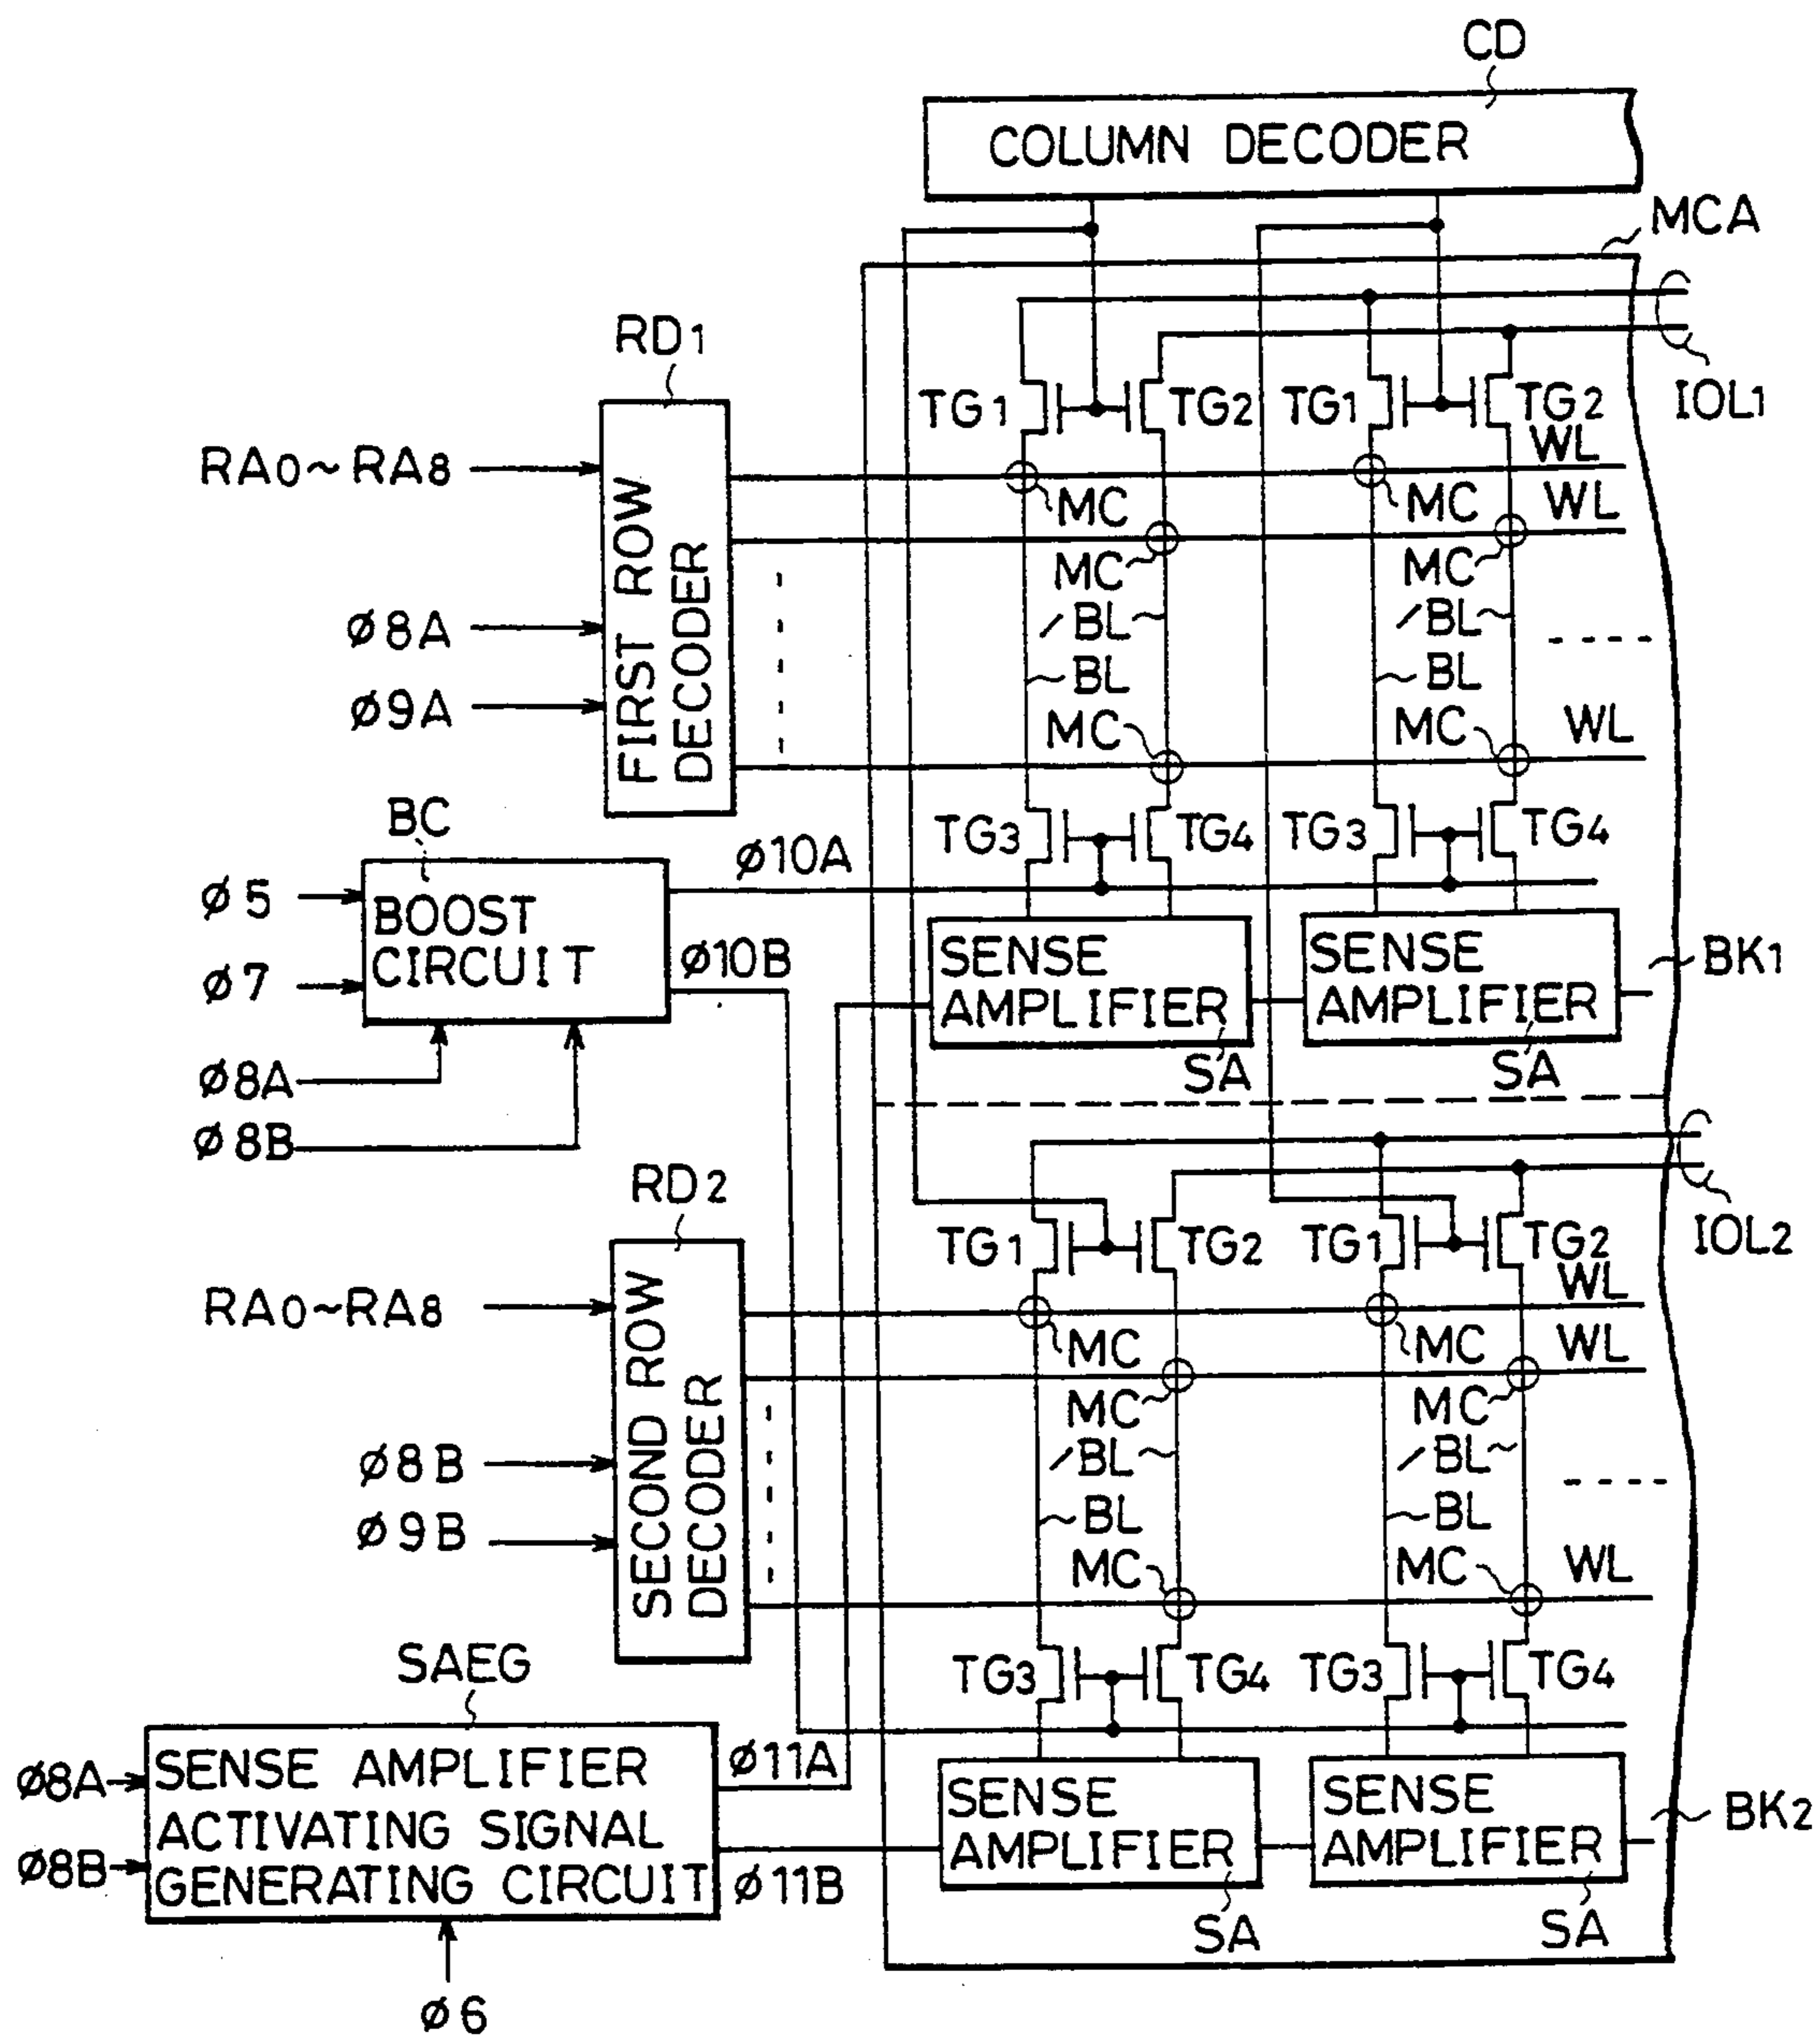 CD
COLUMN DECODER
MCA
IOL1
RD1
TG1
TG2
TG1
TG2
RA0~RA8
WL
FIRST ROW
DECODER
MC
MC
WL
MC
MC
ø8A
/BL
/BL
ø9A
BL
BL
MC
MC
WL
BC
TG3
TG4
TG3
TG4
ø10A
ø5
BOOST
CIRCUIT
ø7
ø10B
SENSE
AMPLIFIER
SENSE
AMPLIFIER
BK1
ø8A
SA
SA
ø8B
RD2
TG1
TG2
TG1
TG2
IOL2
RA0~RA8
WL
SECOND ROW
DECODER
MC
MC
WL
MC
MC
ø8B
/BL
/BL
ø9B
BL
BL
MC
MC
WL
SAEG
TG3
TG4
TG3
TG4
ø8A
SENSE AMPLIFIER
ACTIVATING SIGNAL
GENERATING CIRCUIT
ø8B
ø11A
ø11B
SENSE
AMPLIFIER
SENSE
AMPLIFIER
BK2
SA
SA
ø6